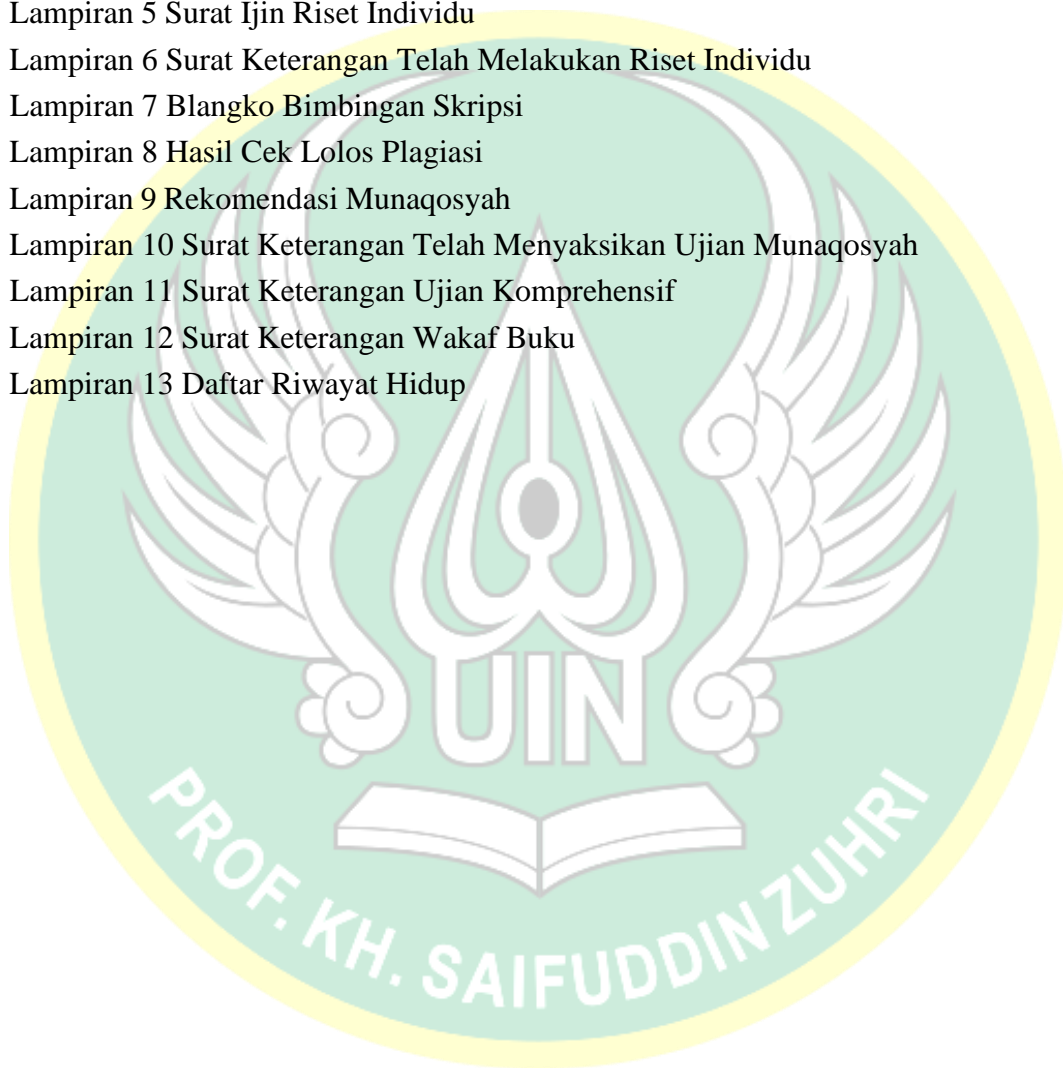 Lampiran 5 Surat Ijin Riset Individu
Lampiran 6 Surat Keterangan Telah Melakukan Riset Individu
Lampiran 7 Blangko Bimbingan Skripsi
Lampiran 8 Hasil Cek Lolos Plagiasi
Lampiran 9 Rekomendasi Munaqosyah
Lampiran 10 Surat Keterangan Telah Menyaksikan Ujian Munaqosyah
Lampiran 11 Surat Keterangan Ujian Komprehensif
Lampiran 12 Surat Keterangan Wakaf Buku
Lampiran 13 Daftar Riwayat Hidup
UIN
PROF. KH. SAIFUDDIN ZUHRI